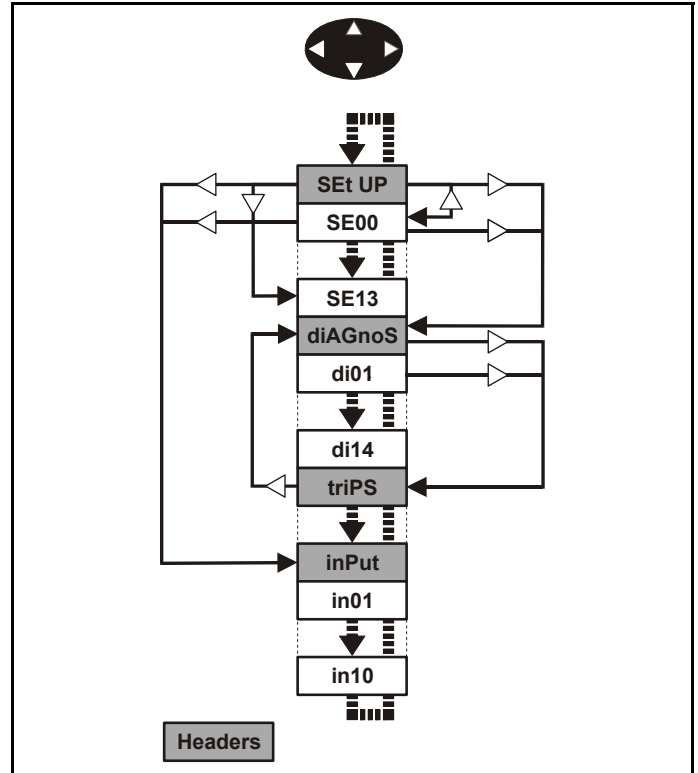 SEt UP
SE00
SE13
diAGnoS
di01
di14
triPS
inPut
in01
in10
Headers